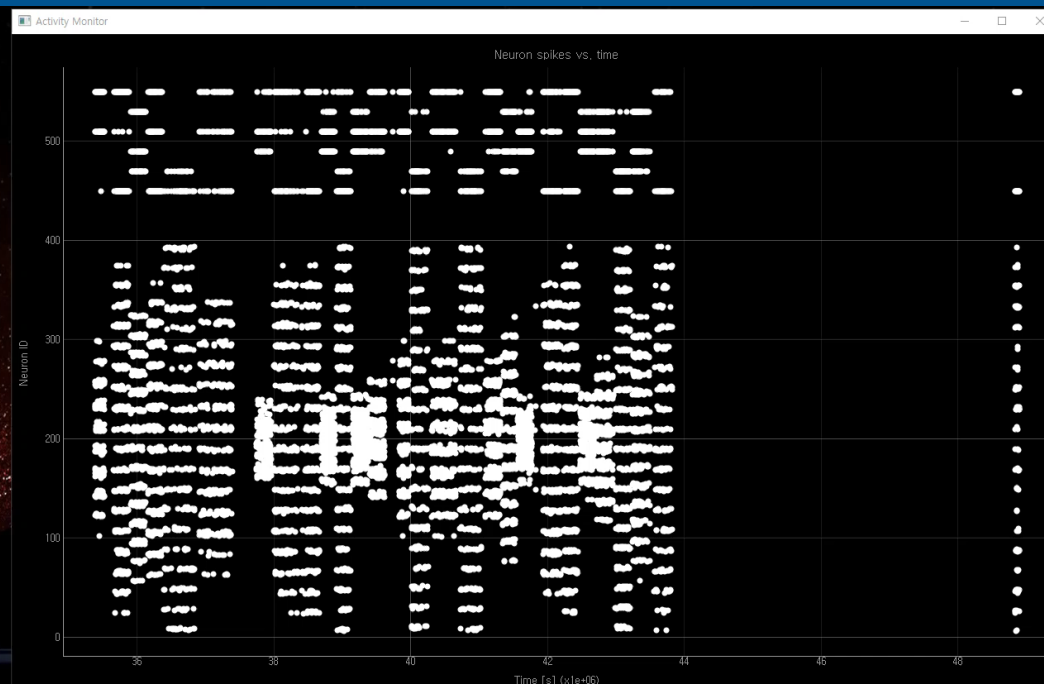 Activity Monitor
Neuron spikes vs. time
500
400
300
200
100
0
Neuron ID
36 38 40 42 44 46 48
Time [s] (x1e+06)